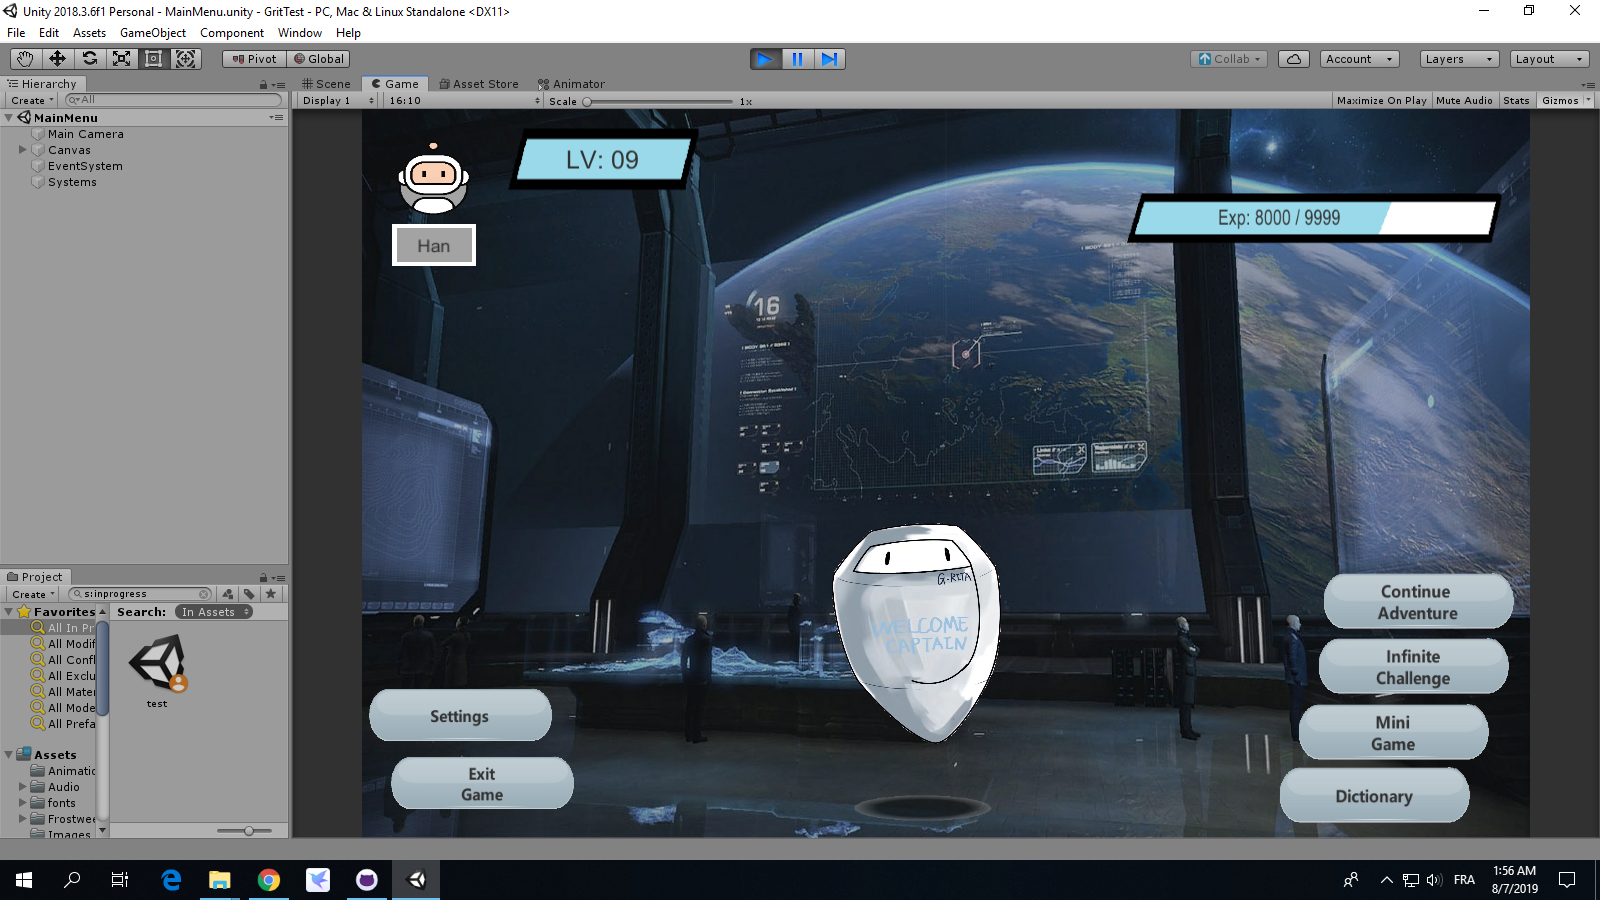 Unity 2018.3.6f1 Personal - MainMenu.unity - GritTest - PC, Mac & Linux Standalone <DX11>
File Edit Assets GameObject Component Window Help
Pivot Global Collab Account Layers Layout
Hierarchy
Scene Game Asset Store Animator
Create All
Display 1 16:10 Scale 1x Maximize On Play Mute Audio Stats Gizmos
MainMenu
Main Camera
Canvas
EventSystem
Systems
LV: 09
Han
Exp: 8000 / 9999
16
G-RITA
WELCOME
CAPTAIN
Continue
Adventure
Infinite
Challenge
Mini
Game
Dictionary
Settings
Exit
Game
Project
Create s:inprogress
Favorites Search: In Assets
All In Pr
All Modif
All Confl
All Exclu
All Mater
All Mode
All Prefa
test
Assets
Animatic
Audio
fonts
Frostwee
Images
FRA
1:56 AM
8/7/2019